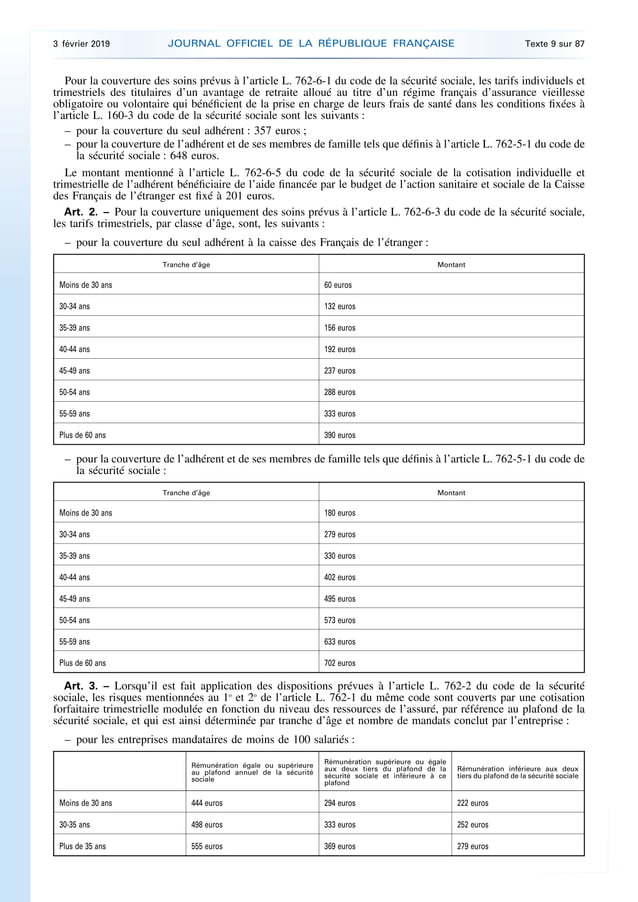 3 février 2019
JOURNAL OFFICIEL DE LA RÉPUBLIQUE FRANÇAISE
Texte 9 sur 87
Pour la couverture des soins prévus à l’article L. 762-6-1 du code de la sécurité sociale, les tarifs individuels et
trimestriels des titulaires d’un avantage de retraite alloué au titre d’un régime français d’assurance vieillesse
obligatoire ou volontaire qui bénéficient de la prise en charge de leurs frais de santé dans les conditions fixées à
l’article L. 160-3 du code de la sécurité sociale sont les suivants :
– pour la couverture du seul adhérent : 357 euros ;
– pour la couverture de l’adhérent et de ses membres de famille tels que définis à l’article L. 762-5-1 du code de
la sécurité sociale : 648 euros.
Le montant mentionné à l’article L. 762-6-5 du code de la sécurité sociale de la cotisation individuelle et
trimestrielle de l’adhérent bénéficiaire de l’aide financée par le budget de l’action sanitaire et sociale de la Caisse
des Français de l’étranger est fixé à 201 euros.
Art. 2. – Pour la couverture uniquement des soins prévus à l’article L. 762-6-3 du code de la sécurité sociale,
les tarifs trimestriels, par classe d’âge, sont, les suivants :
– pour la couverture du seul adhérent à la caisse des Français de l’étranger :
Tranche d’âge Montant
Moins de 30 ans 60 euros
30-34 ans 132 euros
35-39 ans 156 euros
40-44 ans 192 euros
45-49 ans 237 euros
50-54 ans 288 euros
55-59 ans 333 euros
Plus de 60 ans 390 euros
– pour la couverture de l’adhérent et de ses membres de famille tels que définis à l’article L. 762-5-1 du code de
la sécurité sociale :
Tranche d’âge Montant
Moins de 30 ans 180 euros
30-34 ans 279 euros
35-39 ans 330 euros
40-44 ans 402 euros
45-49 ans 495 euros
50-54 ans 573 euros
55-59 ans 633 euros
Plus de 60 ans 702 euros
Art. 3. – Lorsqu’il est fait application des dispositions prévues à l’article L. 762-2 du code de la sécurité
sociale, les risques mentionnées au 1° et 2° de l’article L. 762-1 du même code sont couverts par une cotisation
forfaitaire trimestrielle modulée en fonction du niveau des ressources de l’assuré, par référence au plafond de la
sécurité sociale, et qui est ainsi déterminée par tranche d’âge et nombre de mandats conclut par l’entreprise :
– pour les entreprises mandataires de moins de 100 salariés :
Rémunération égale ou supérieure
au plafond annuel de la sécurité
sociale
Rémunération supérieure ou égale
aux deux tiers du plafond de la
sécurité sociale et inférieure à ce
plafond
Rémunération inférieure aux deux
tiers du plafond de la sécurité sociale
Moins de 30 ans 444 euros 294 euros 222 euros
30-35 ans 498 euros 333 euros 252 euros
Plus de 35 ans 555 euros 369 euros 279 euros